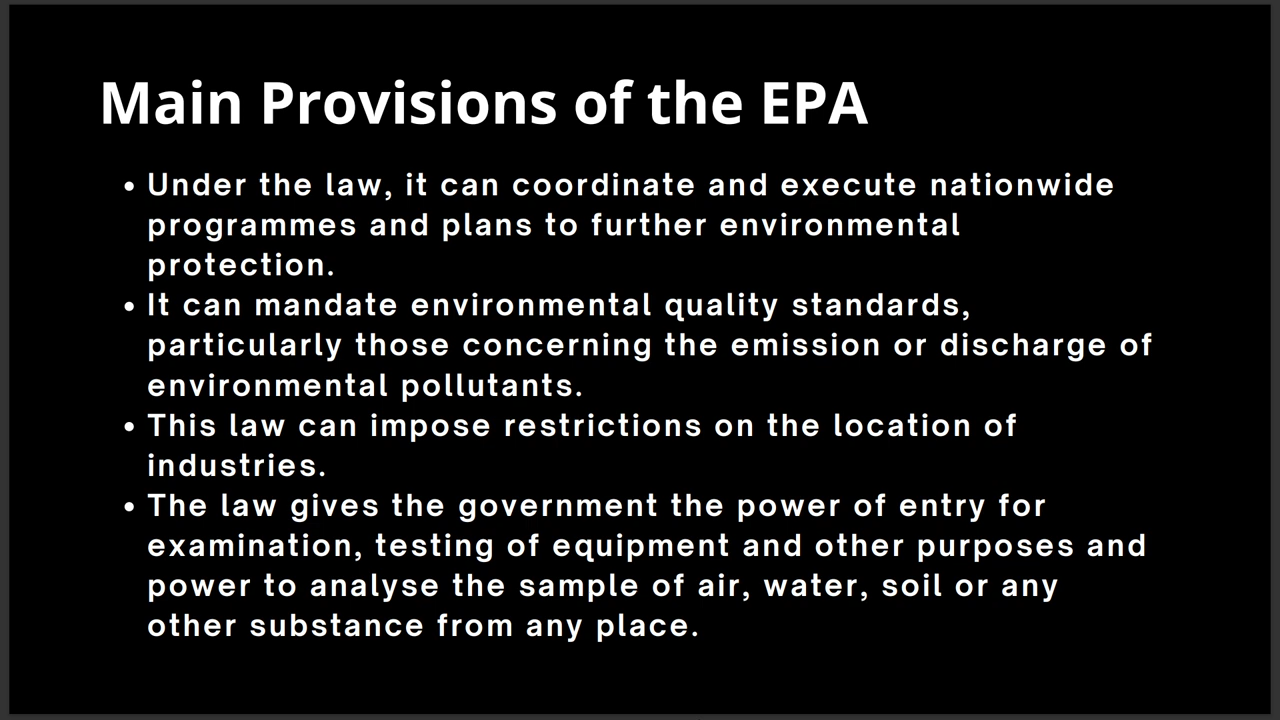 Main Provisions of the EPA
• Under the law, it can coordinate and execute nationwide
programmes and plans to further environmental
protection.
• It can mandate environmental quality standards,
particularly those concerning the emission or discharge of
environmental pollutants.
• This law can impose restrictions on the location of
industries.
• The law gives the government the power of entry for
examination, testing of equipment and other purposes and
power to analyse the sample of air, water, soil or any
other substance from any place.